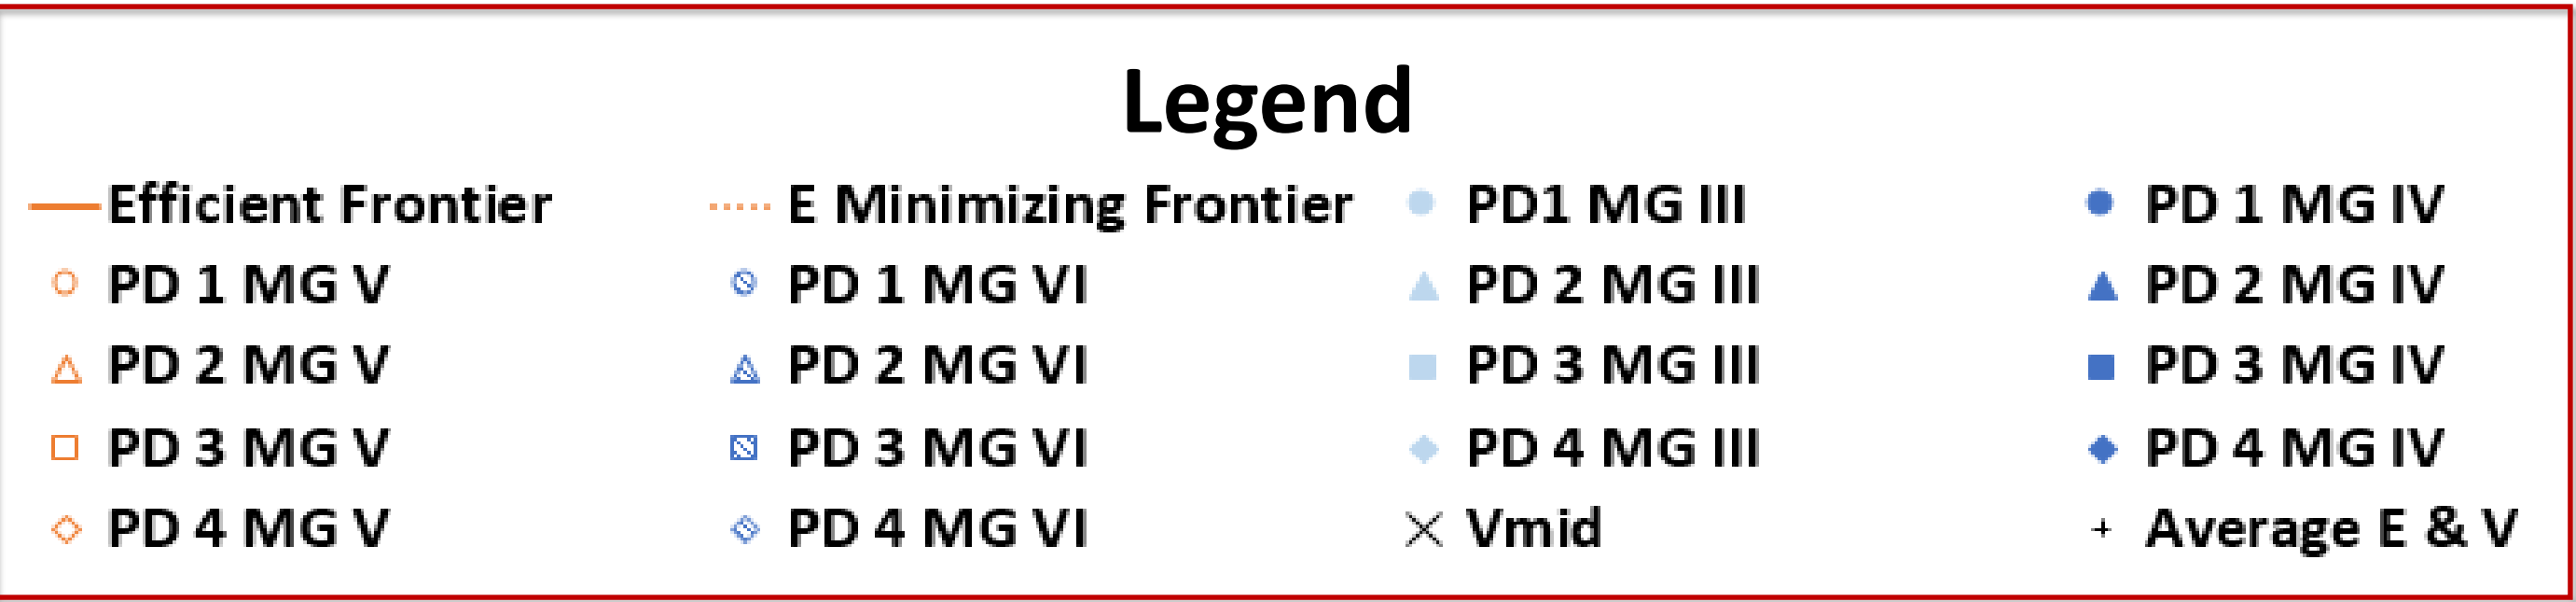 Legend
Efficient Frontier E Minimizing Frontier PD1 MG III PD 1 MG IV
PD 1 MG V PD 1 MG VI PD 2 MG III PD 2 MG IV
PD 2 MG V PD 2 MG VI PD 3 MG III PD 3 MG IV
PD 3 MG V PD 3 MG VI PD 4 MG III PD 4 MG IV
PD 4 MG V PD 4 MG VI Vmid Average E & V